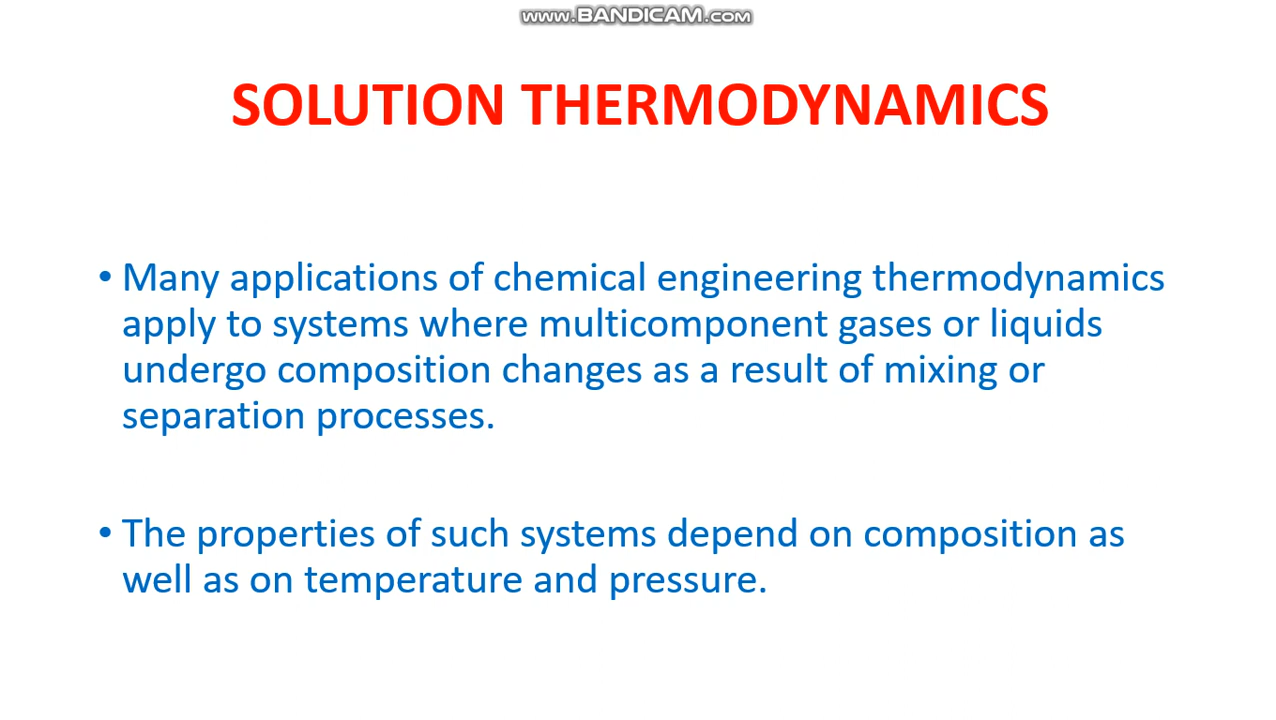 www.BANDICAM.com
SOLUTION THERMODYNAMICS
• Many applications of chemical engineering thermodynamics
apply to systems where multicomponent gases or liquids
undergo composition changes as a result of mixing or
separation processes.
• The properties of such systems depend on composition as
well as on temperature and pressure.